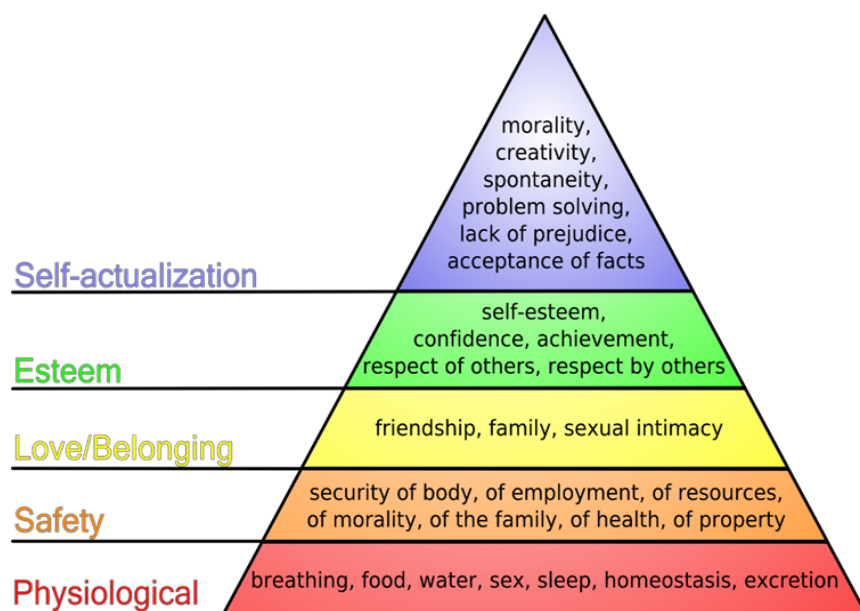 morality,
creativity,
spontaneity,
problem solving,
lack of prejudice,
acceptance of facts
Self-actualization
self-esteem,
confidence, achievement,
respect of others, respect by others
Esteem
friendship, family, sexual intimacy
Love/Belonging
security of body, of employment, of resources,
of morality, of the family, of health, of property
Safety
breathing, food, water, sex, sleep, homeostasis, excretion
Physiological